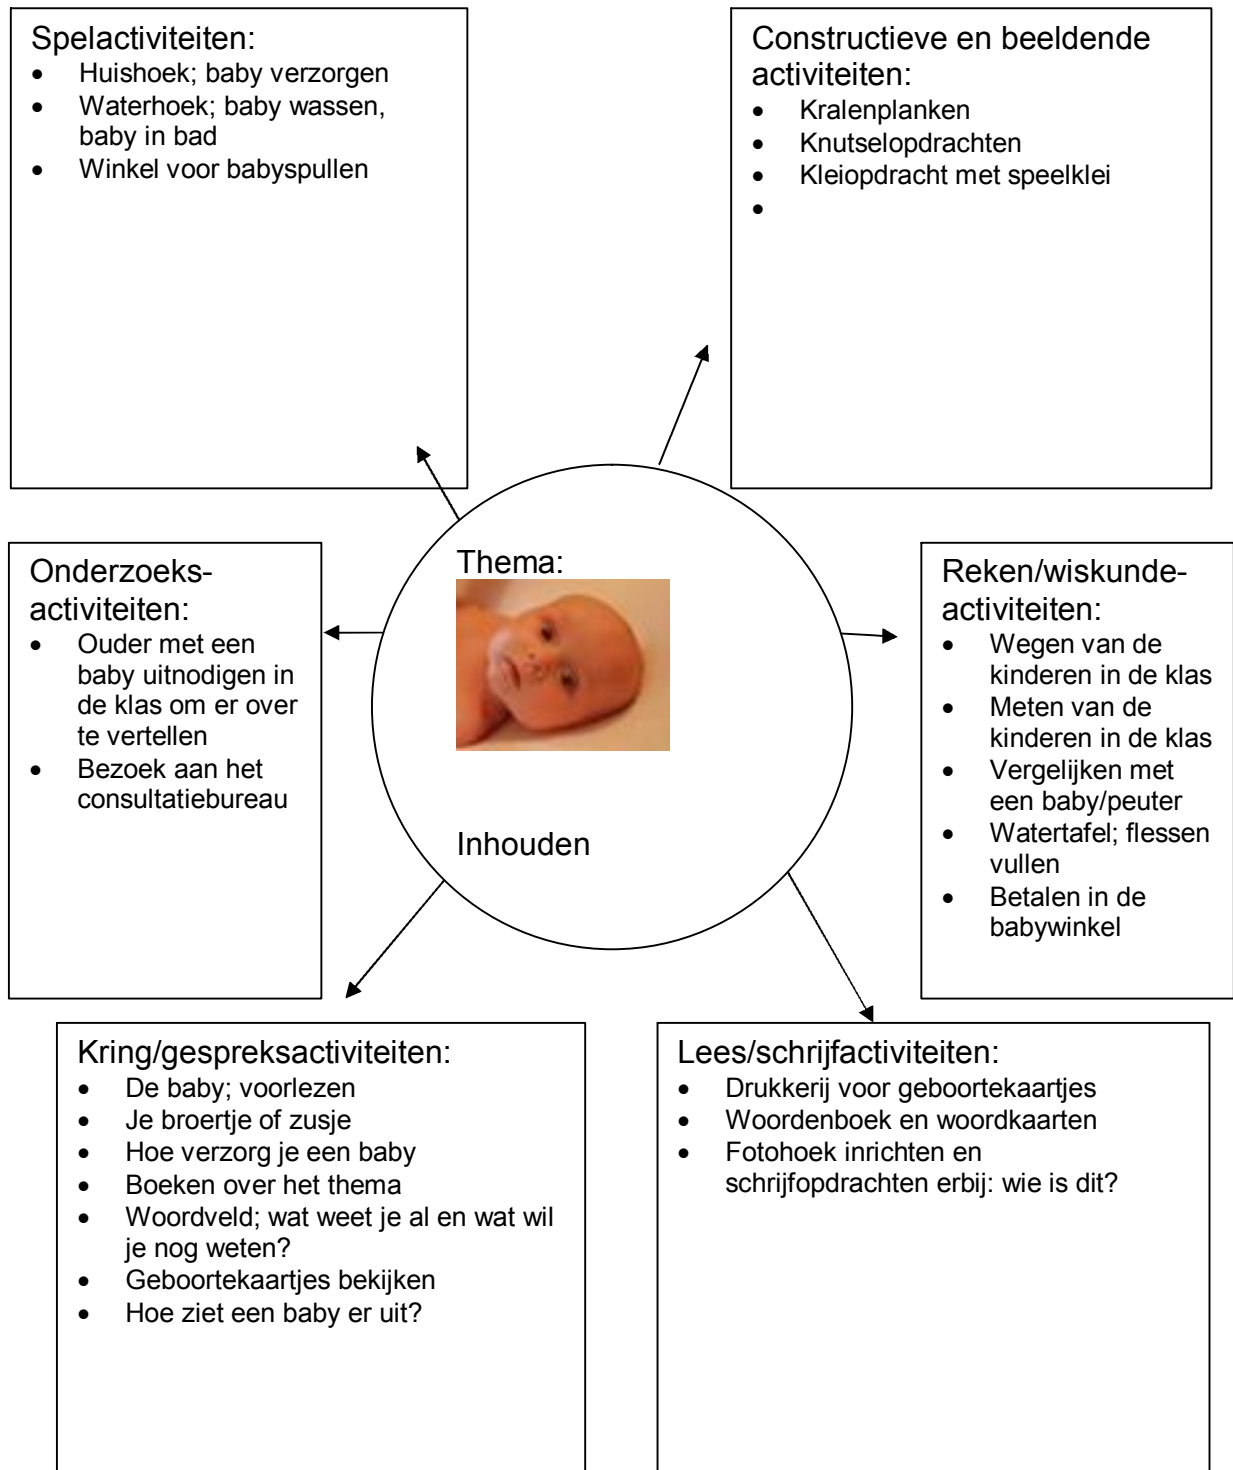 Spelactiviteiten:
• Huishoek; baby verzorgen
• Waterhoek; baby wassen,
baby in bad
• Winkel voor babyspullen
Constructieve en beeldende
activiteiten:
• Kralenplanken
• Knutselopdrachten
• Kleiopdracht met speelklei
•
Thema:
Inhouden
Onderzoeks-
activiteiten:
• Ouder met een
baby uitnodigen in
de klas om er over
te vertellen
• Bezoek aan het
consultatiebureau
Reken/wiskunde-
activiteiten:
• Wegen van de
kinderen in de klas
• Meten van de
kinderen in de klas
• Vergelijken met
een baby/peuter
• Watertafel; flessen
vullen
• Betalen in de
babywinkel
Kring/gespreksactiviteiten:
• De baby; voorlezen
• Je broertje of zusje
• Hoe verzorg je een baby
• Boeken over het thema
• Woordveld; wat weet je al en wat wil
je nog weten?
• Geboortekaartjes bekijken
• Hoe ziet een baby er uit?
Lees/schrijfactiviteiten:
• Drukkerij voor geboortekaartjes
• Woordenboek en woordkaarten
• Fotohoek inrichten en
schrijfopdrachten erbij: wie is dit?